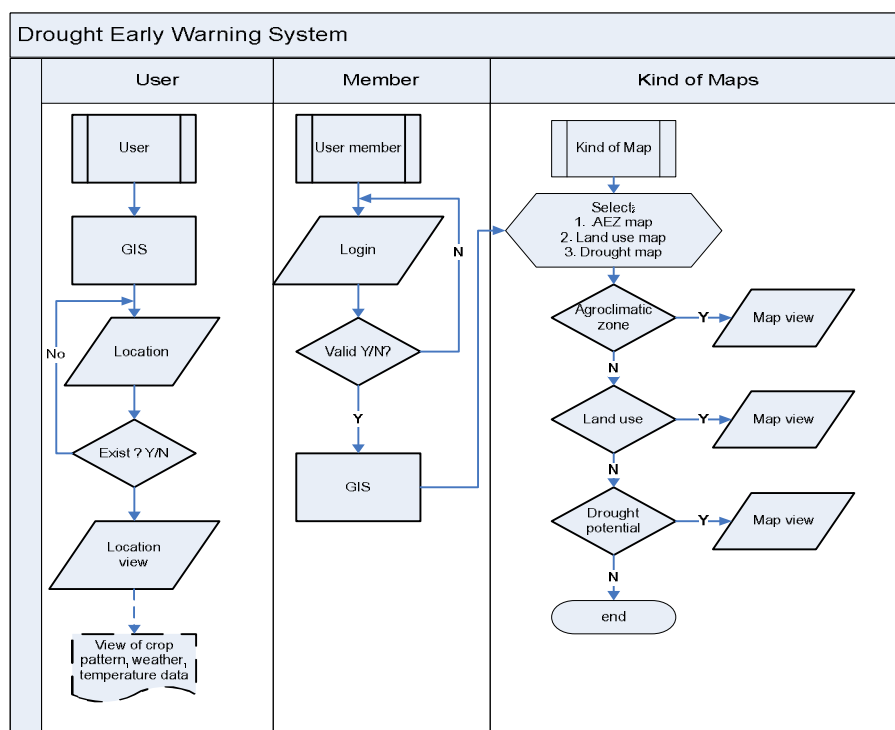 Drought Early Warning System
User
Member
Kind of Maps
User
GIS
Location
No
Exist ? Y/N
Location
view
View of crop
pattern, weather,
temperature data
User member
Login
N
Valid Y/N?
Y
GIS
Kind of Map
Select:
1. AEZ map
2. Land use map
3. Drought map
Agroclimatic
zone
Y
Map view
N
Land use
Y
Map view
N
Drought
potential
Y
Map view
N
end